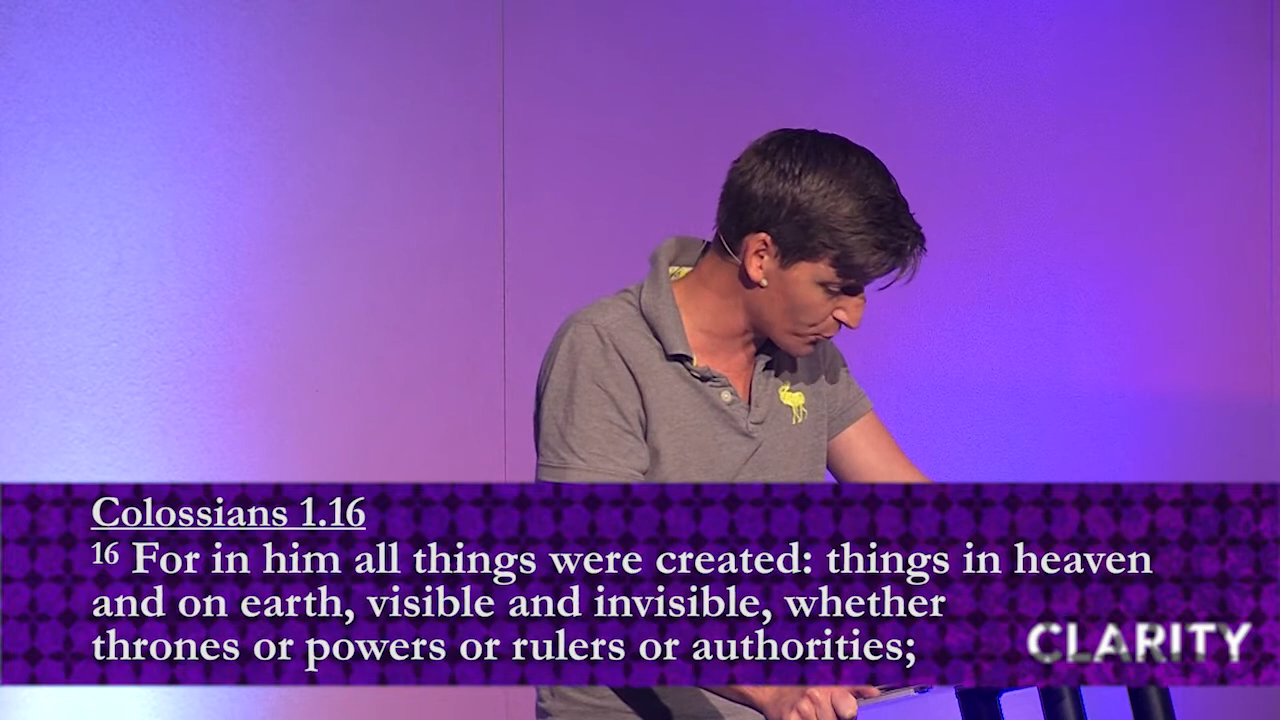 Colossians 1.16
16 For in him all things were created: things in heaven
and on earth, visible and invisible, whether
thrones or powers or rulers or authorities;
CLARITY